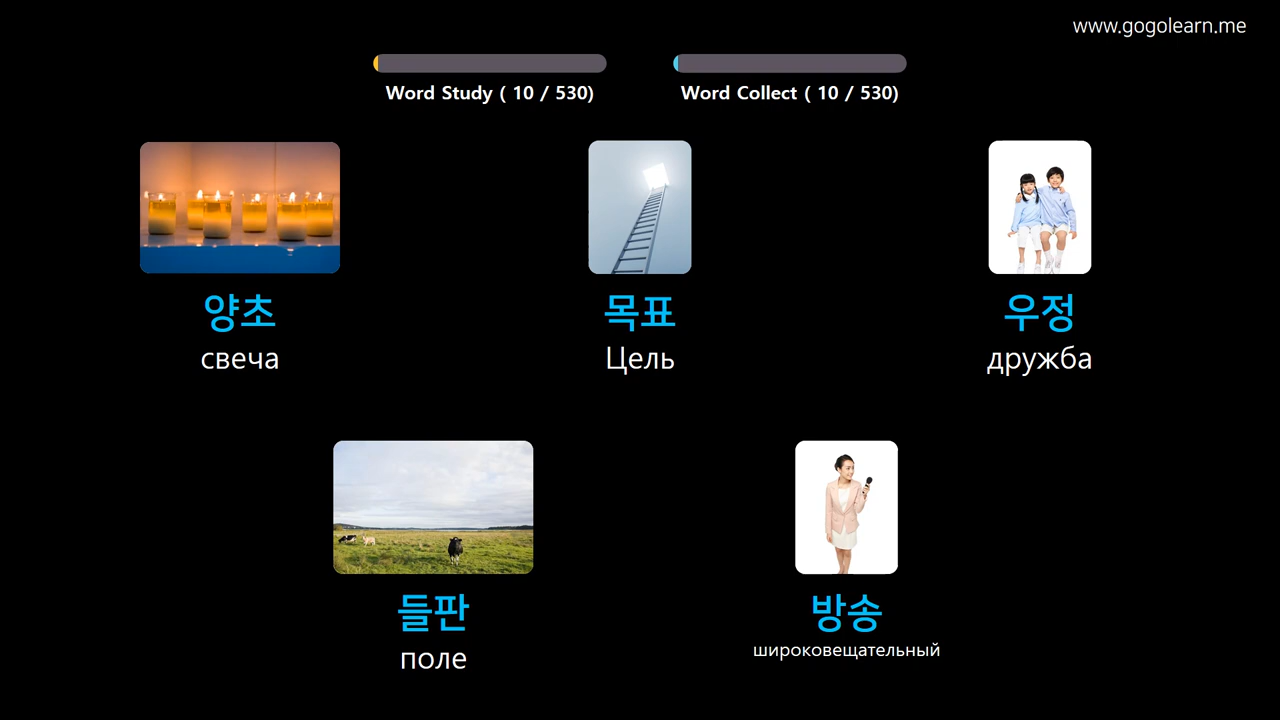 www.gogolearn.me
Word Study ( 10 / 530)
Word Collect ( 10 / 530)
양초
свеча
목표
Цель
우정
дружба
들판
поле
방송
широковещательный